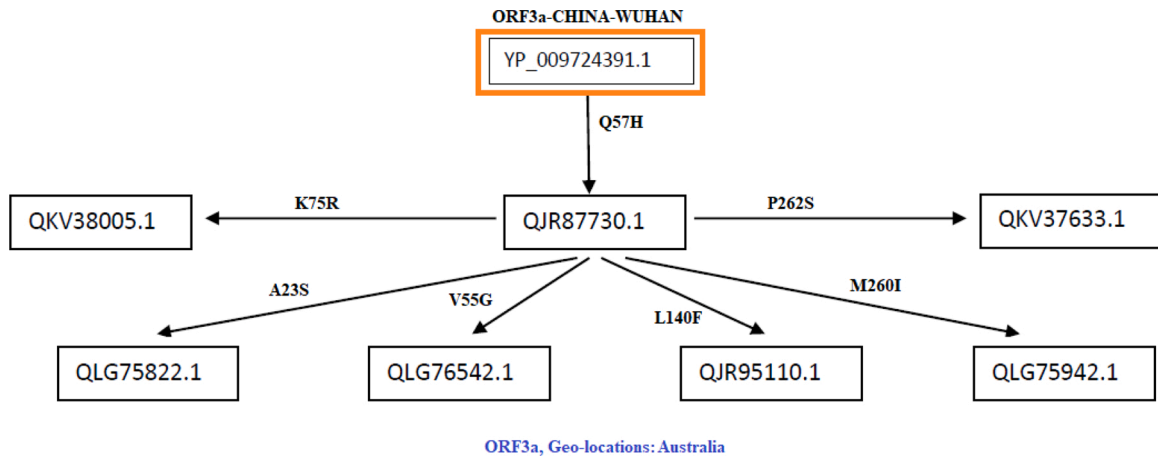 ORF3a-CHINA-WUHAN
YP_009724391.1
Q57H
K75R
P262S
QKV38005.1
QJR87730.1
QKV37633.1
A23S
V55G
L140F
M260I
QLG75822.1
QLG76542.1
QJR95110.1
QLG75942.1
ORF3a, Geo-locations: Australia